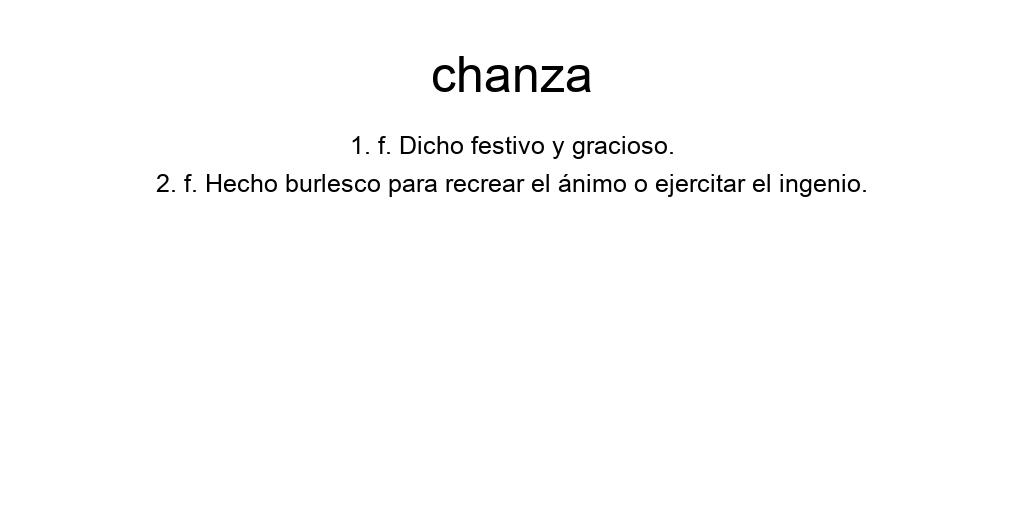 chanza
1. f. Dicho festivo y gracioso.
2. f. Hecho burlesco para recrear el ánimo o ejercitar el ingenio.